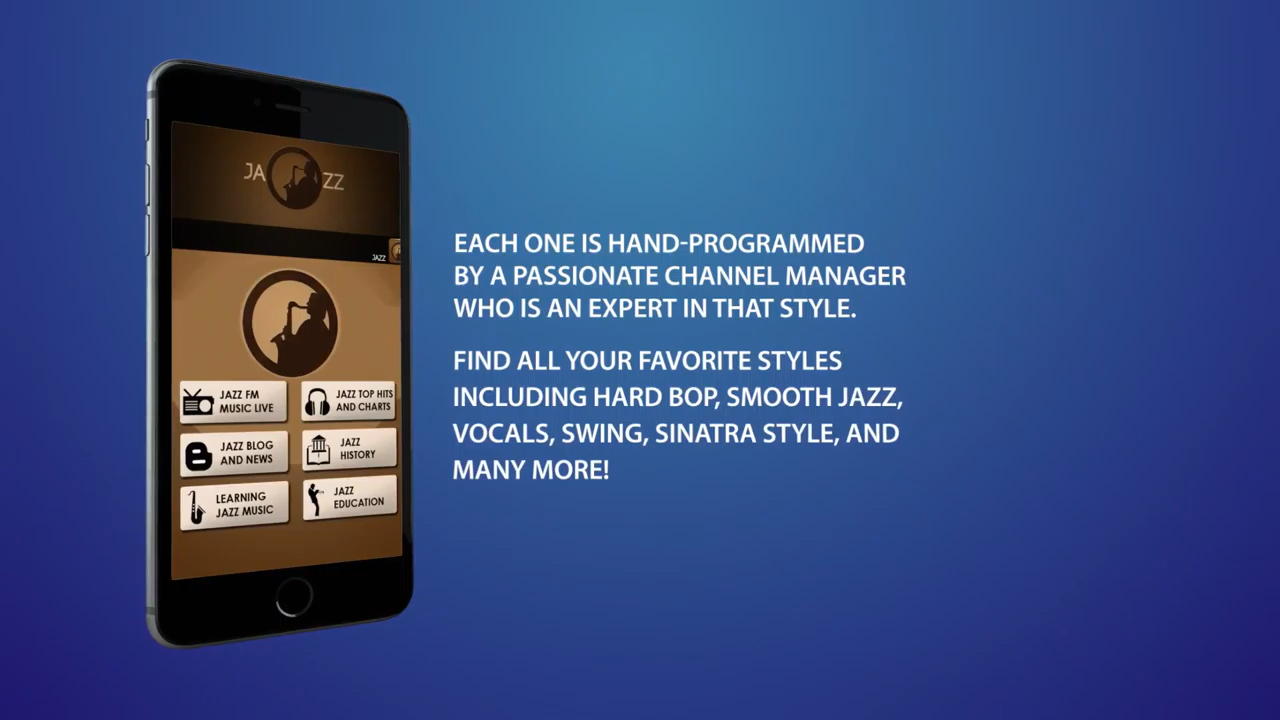 JA ZZ
JAZZ
JAZZ FM
MUSIC LIVE
JAZZ TOP HITS
AND CHARTS
JAZZ BLOG
AND NEWS
JAZZ
HISTORY
LEARNING
JAZZ MUSIC
JAZZ
EDUCATION
EACH ONE IS HAND-PROGRAMMED
BY A PASSIONATE CHANNEL MANAGER
WHO IS AN EXPERT IN THAT STYLE.
FIND ALL YOUR FAVORITE STYLES
INCLUDING HARD BOP, SMOOTH JAZZ,
VOCALS, SWING, SINATRA STYLE, AND
MANY MORE!